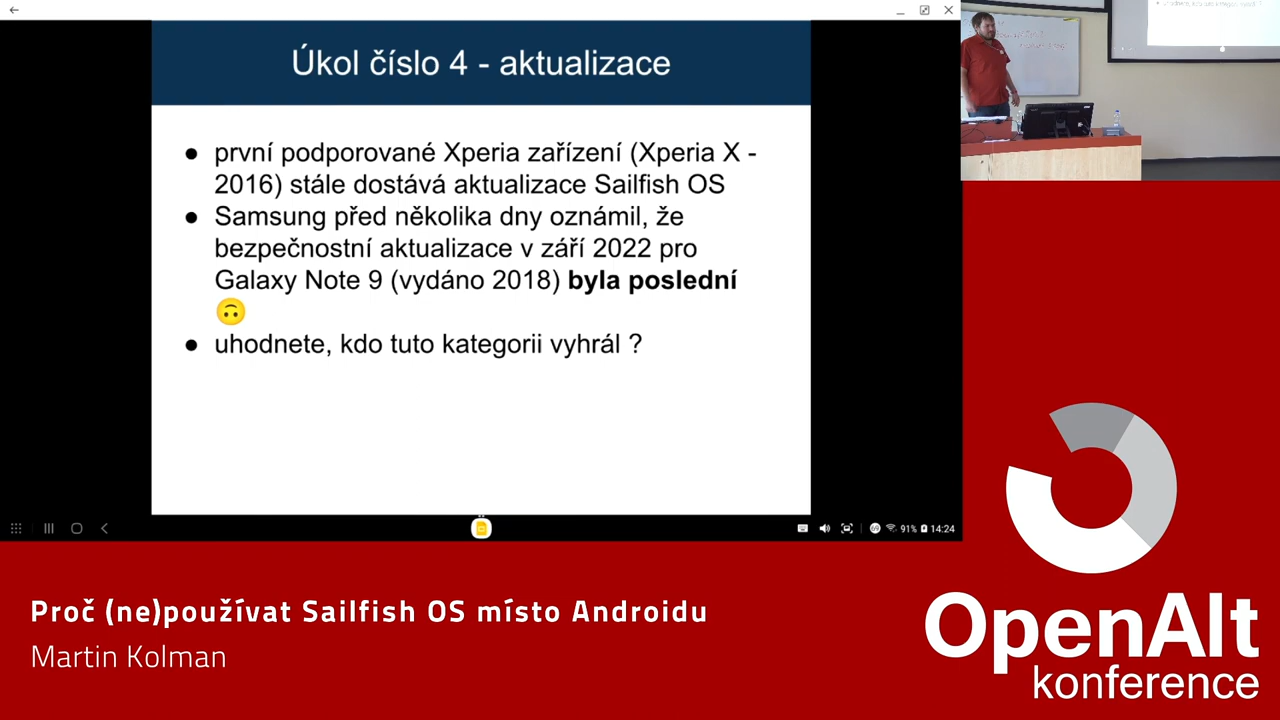 Úkol číslo 4 - aktualizace
● první podporované Xperia zařízení (Xperia X -
2016) stále dostává aktualizace Sailfish OS
● Samsung před několika dny oznámil, že
bezpečnostní aktualizace v září 2022 pro
Galaxy Note 9 (vydáno 2018) byla poslední
🙃
● uhodnete, kdo tuto kategorii vyhrál ?
91% 14:24
Proč (ne)používat Sailfish OS místo Androidu
Martin Kolman
OpenAlt
konference